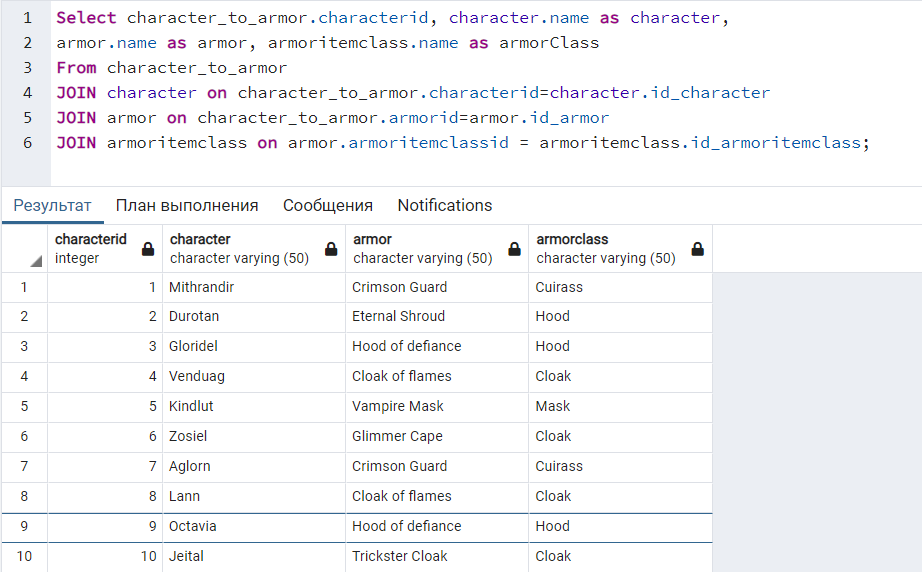 1 Select character_to_armor.characterid, character.name as character,
2 armor.name as armor, armoritemclass.name as armorClass
3 From character_to_armor
4 JOIN character on character_to_armor.characterid=character.id_character
5 JOIN armor on character_to_armor.armorid=armor.id_armor
6 JOIN armoritemclass on armor.armoritemclassid = armoritemclass.id_armoritemclass;
Результат План выполнения Сообщения Notifications
characterid character armor armorclass
integer character varying (50) character varying (50) character varying (50)
1 1 Mithrandir Crimson Guard Cuirass
2 2 Durotan Eternal Shroud Hood
3 3 Gloridel Hood of defiance Hood
4 4 Venduag Cloak of flames Cloak
5 5 Kindlut Vampire Mask Mask
6 6 Zosiel Glimmer Cape Cloak
7 7 Aglorn Crimson Guard Cuirass
8 8 Lann Cloak of flames Cloak
9 9 Octavia Hood of defiance Hood
10 10 Jeital Trickster Cloak Cloak